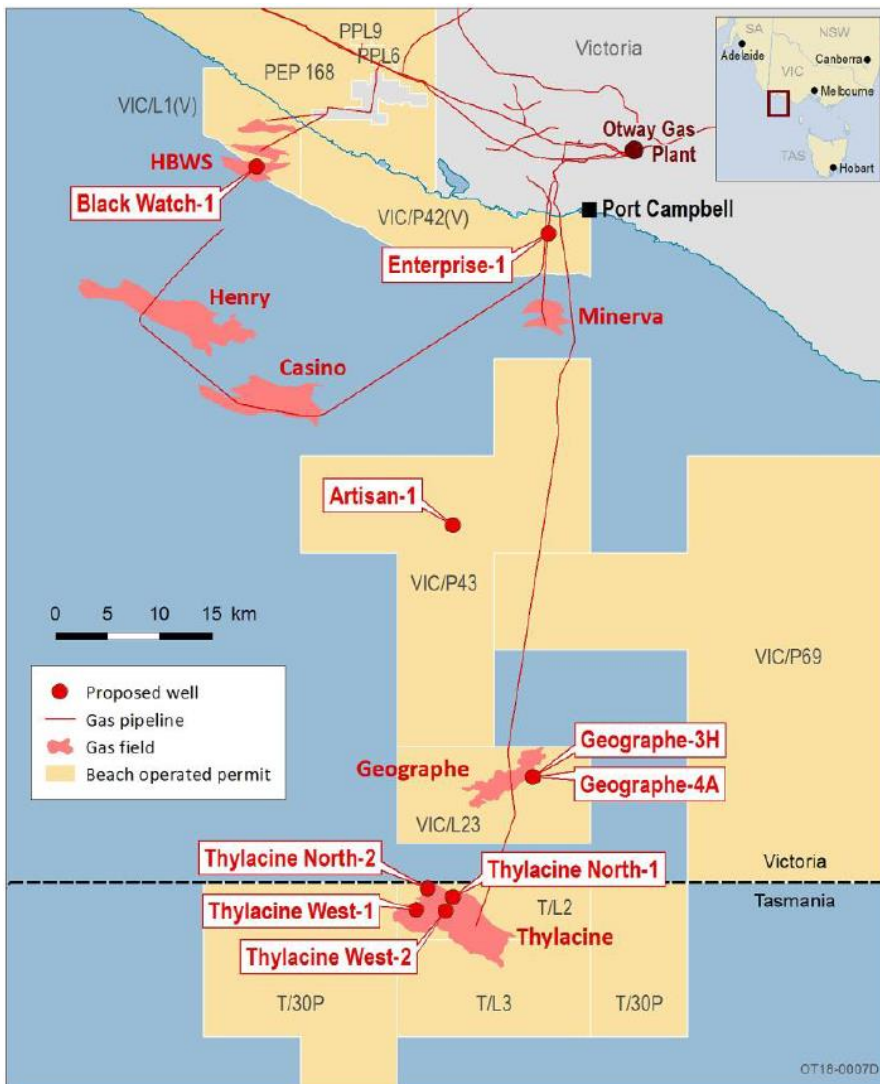 PPL9
PPL6
PEP 168
Victoria
VIC/L1(V)
SA
NSW
Adelaide
Canberra
VIC
Melbourne
TAS
Hobart
Otway Gas
Plant
HBWS
Black Watch-1
VIC/P42(V)
Port Campbell
Enterprise-1
Henry
Minerva
Casino
Artisan-1
VIC/P43
0 5 10 15 km
VIC/P69
Proposed well
Gas pipeline
Gas field
Beach operated permit
Geographe
Geographe-3H
Geographe-4A
VIC/L23
Thylacine North-2
Thylacine North-1
Victoria
Tasmania
Thylacine West-1
T/L2
Thylacine
Thylacine West-2
T/30P
T/L3
T/30P
OT18-0007D